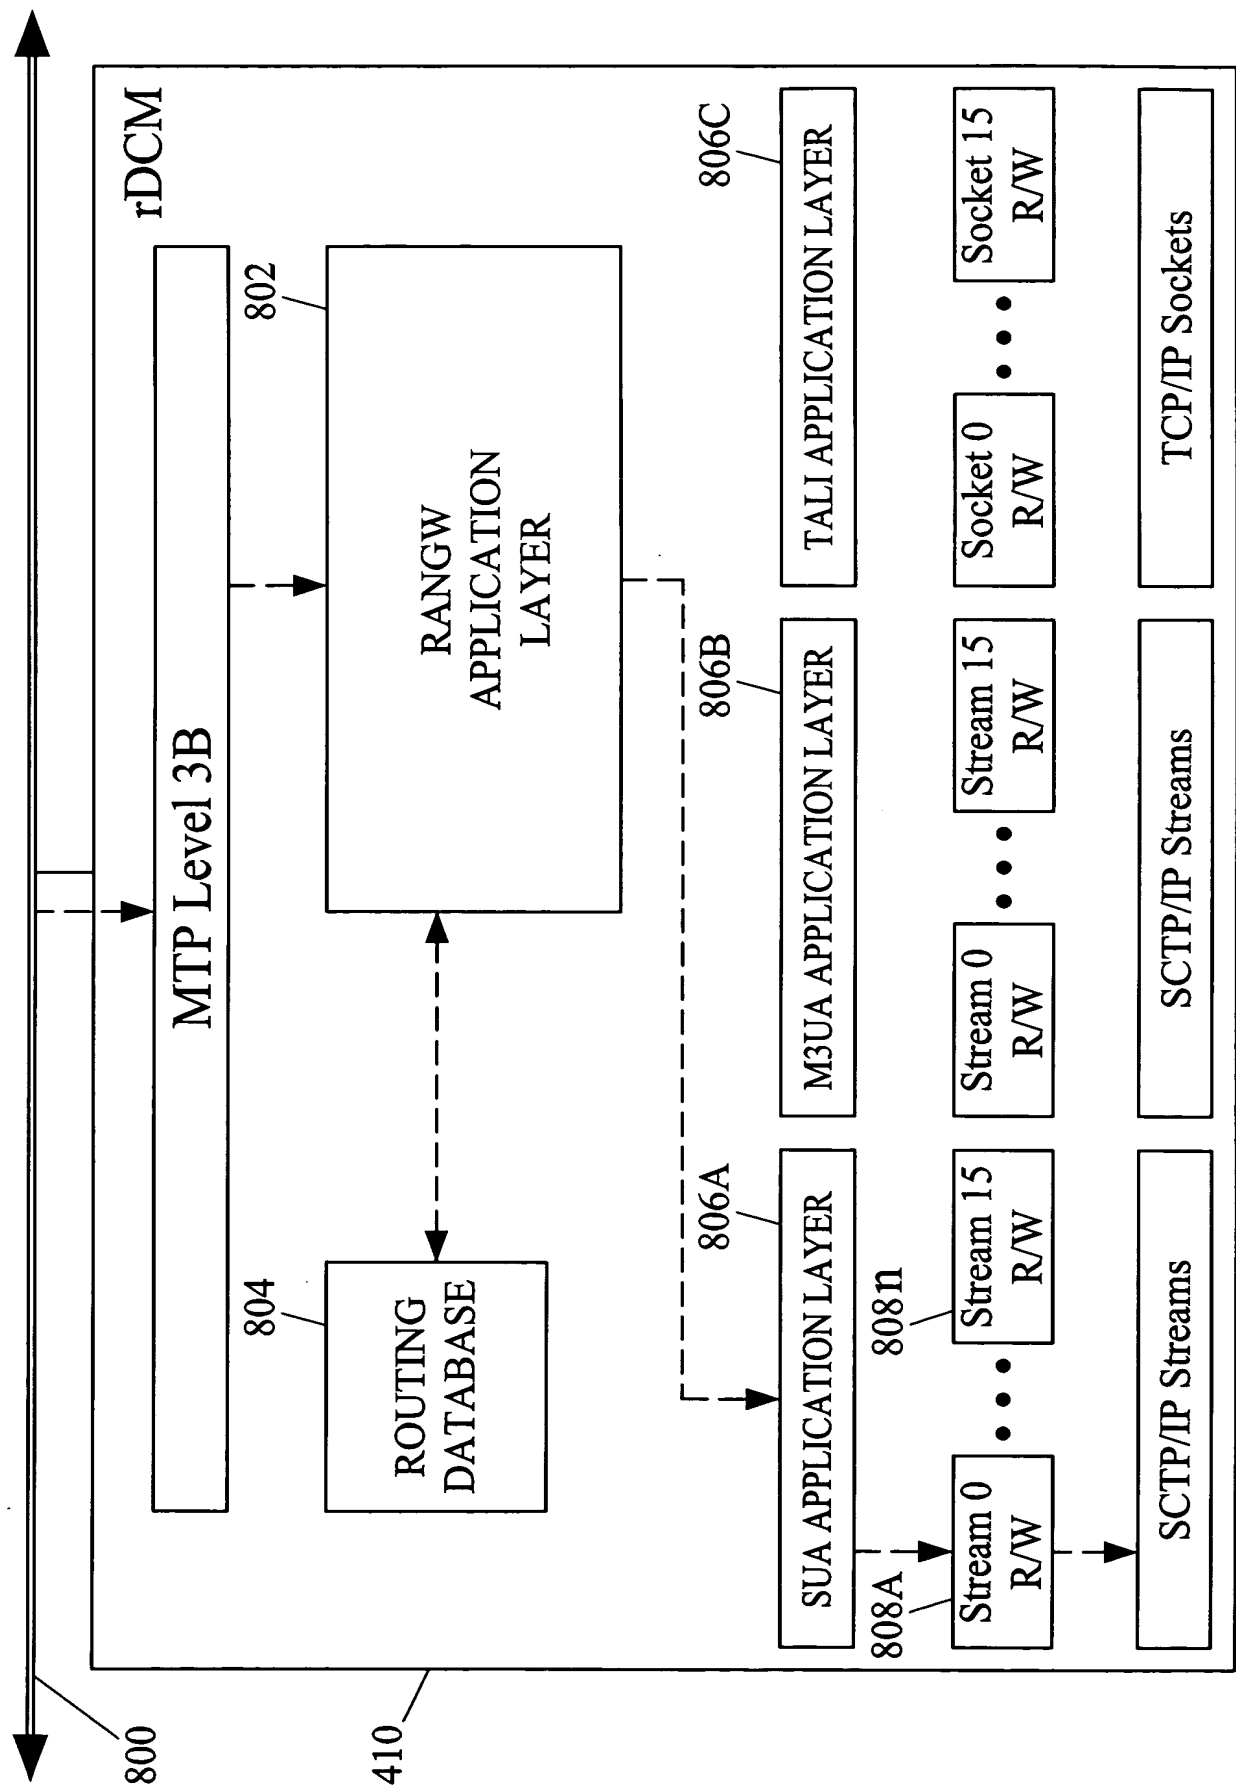 800
410
rDCM
MTP Level 3B
804
ROUTING
DATABASE
802
RANGW
APPLICATION
LAYER
806A
SUA APPLICATION LAYER
806B
M3UA APPLICATION LAYER
806C
TALI APPLICATION LAYER
808A
Stream 0
R/W
808n
Stream 15
R/W
Stream 0
R/W
Stream 15
R/W
Socket 0
R/W
Socket 15
R/W
SCTP/IP Streams
SCTP/IP Streams
TCP/IP Sockets